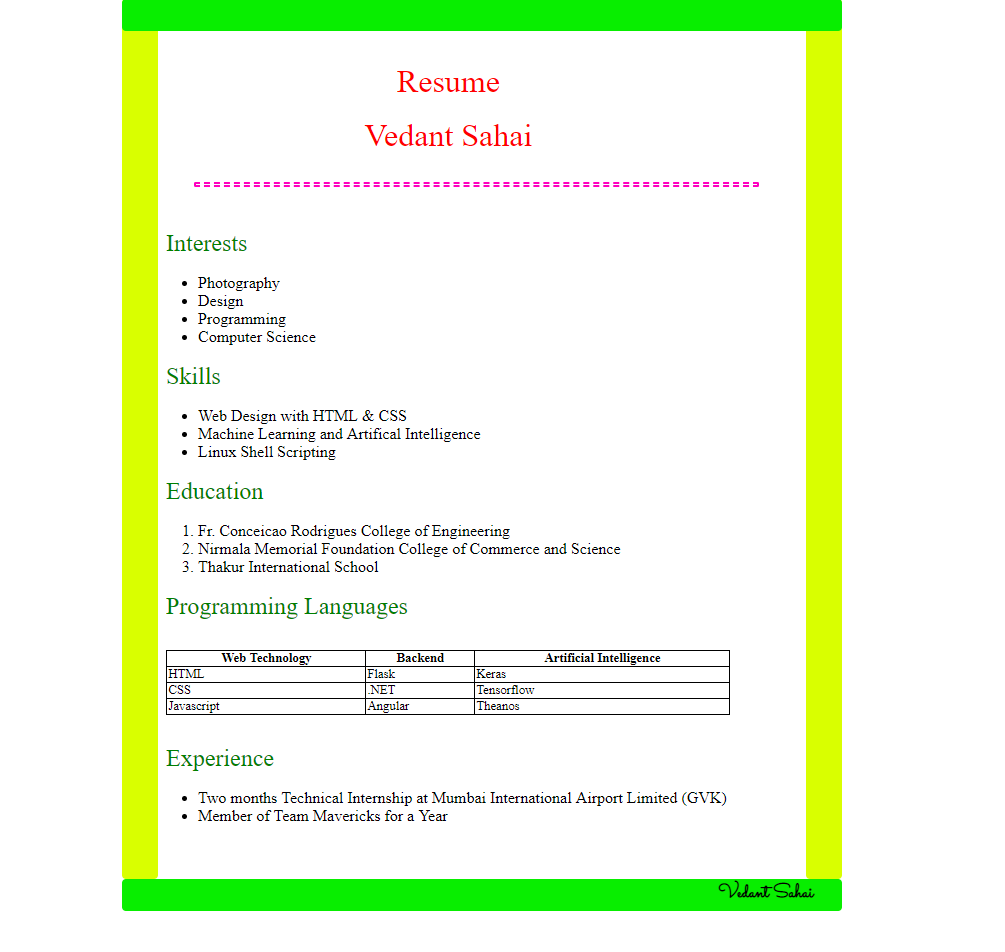 Resume
Vedant Sahai
Interests
• Photography
• Design
• Programming
• Computer Science
Skills
• Web Design with HTML & CSS
• Machine Learning and Artifical Intelligence
• Linux Shell Scripting
Education
1. Fr. Conceicao Rodrigues College of Engineering
2. Nirmala Memorial Foundation College of Commerce and Science
3. Thakur International School
Programming Languages
Web Technology Backend Artificial Intelligence
HTML Flask Keras
CSS .NET Tensorflow
Javascript Angular Theanos
Experience
• Two months Technical Internship at Mumbai International Airport Limited (GVK)
• Member of Team Mavericks for a Year
Vedant Sahai